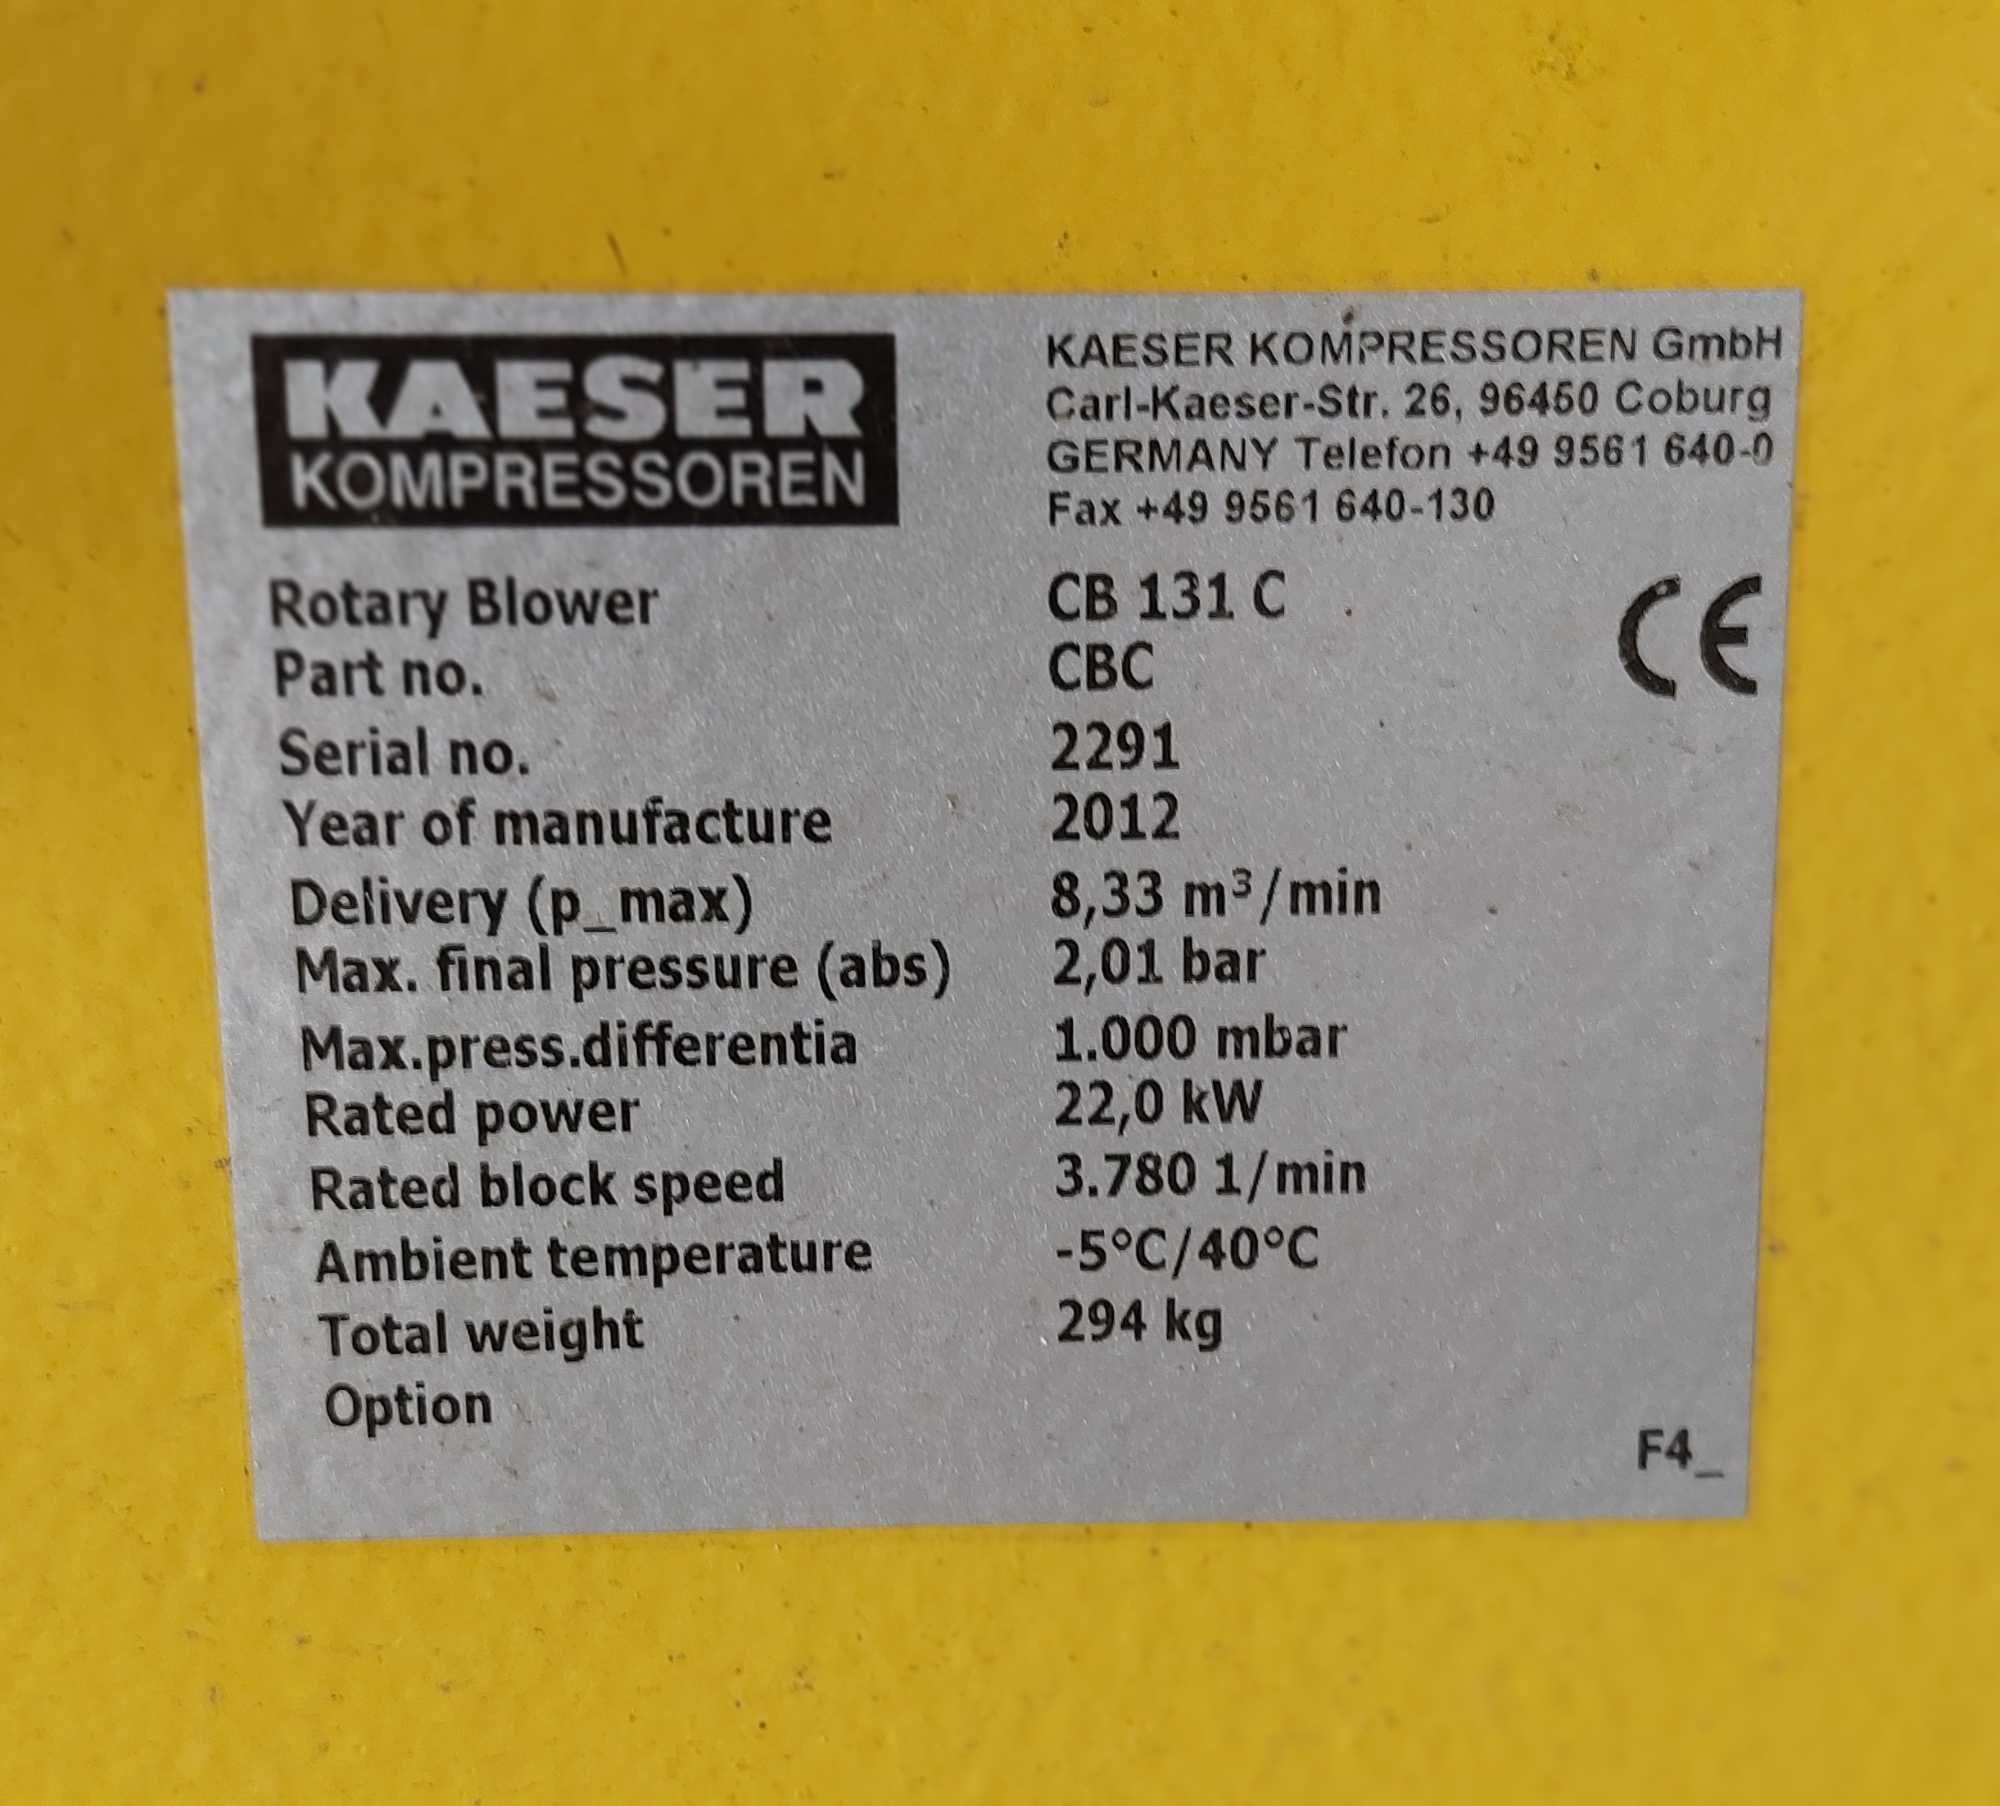 KAESER
KOMPRESSOREN
KAESER KOMPRESSOREN GmbH
Carl-Kaeser-Str. 26, 96450 Coburg
GERMANY Telefon +49 9561 640-0
Fax +49 9561 640-130
CE
Rotary Blower CB 131 C
Part no. CBC
Serial no. 2291
Year of manufacture 2012
Delivery (p_max) 8,33 m³/min
Max. final pressure (abs) 2,01 bar
Max.press.differentia 1.000 mbar
Rated power 22,0 kW
Rated block speed 3.780 1/min
Ambient temperature -5°C/40°C
Total weight 294 kg
Option
F4_